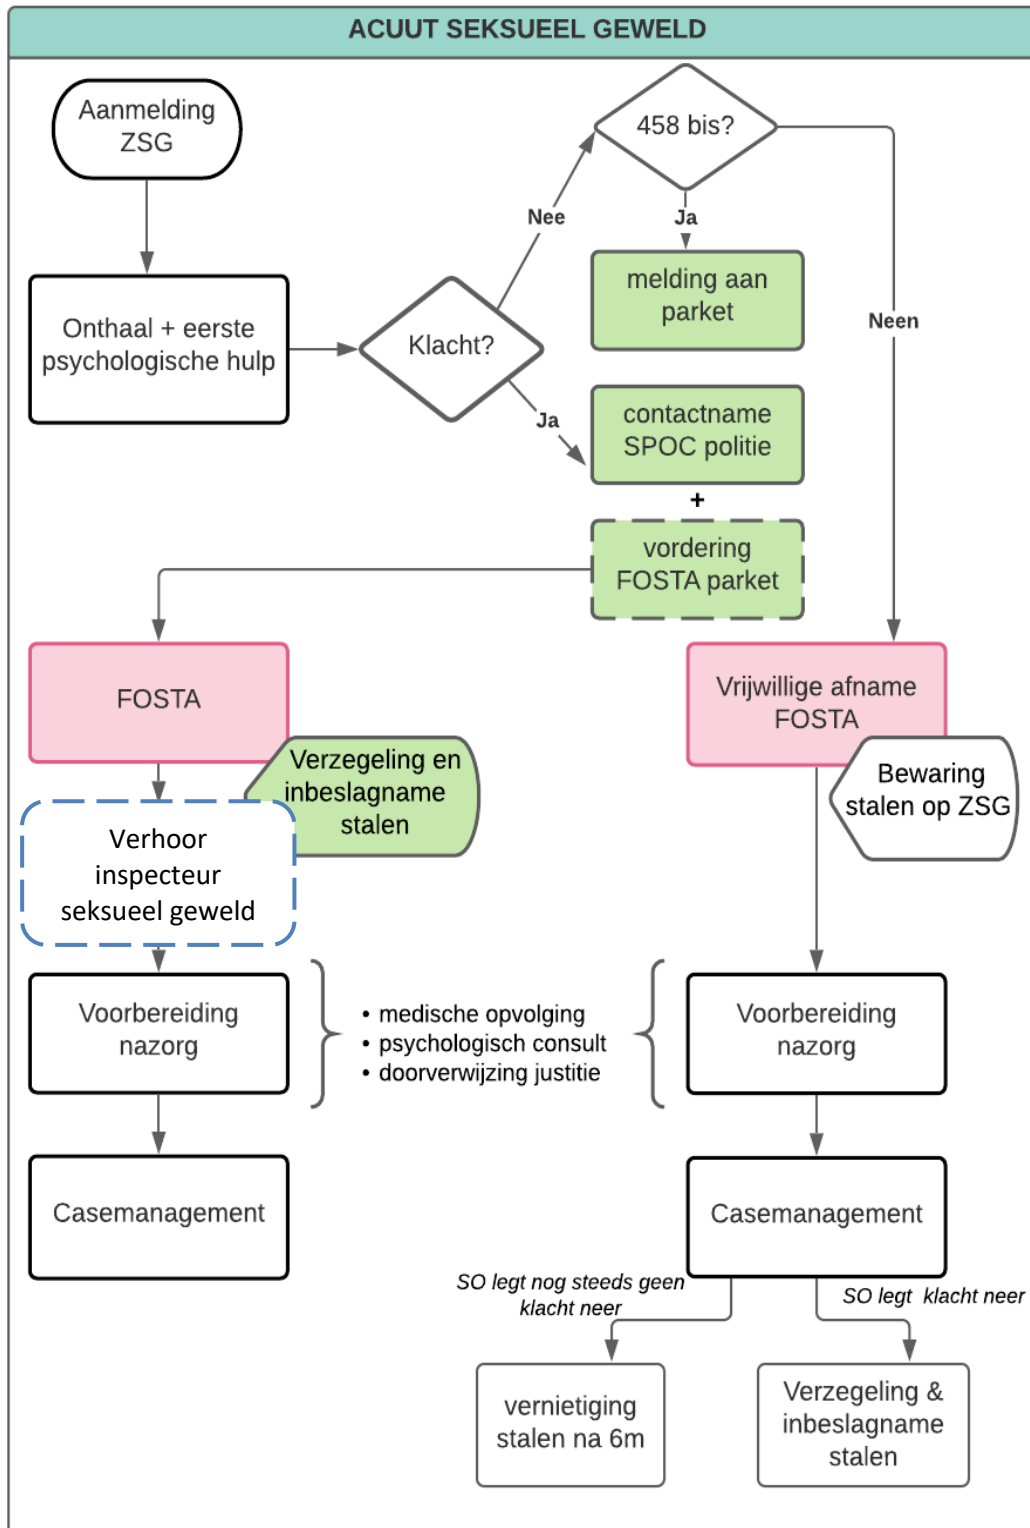 ACUUT SEKSUEEL GEWELD
Aanmelding
ZSG
458 bis?
Nee
Ja
melding aan
parket
Neen
Onthaal + eerste
psychologische hulp
Klacht?
Ja
contactname
SPOC politie
+
vordering
FOSTA parket
FOSTA
Vrijwillige afname
FOSTA
Verzegeling en
inbeslagname
stalen
Bewaring
stalen op ZSG
Verhoor
inspecteur
seksueel geweld
Voorbereiding
nazorg
• medische opvolging
• psychologisch consult
• doorverwijzing justitie
Voorbereiding
nazorg
Casemanagement
Casemanagement
SO legt nog steeds geen
klacht neer
SO legt klacht neer
vernietiging
stalen na 6m
Verzegeling &
inbeslagname
stalen